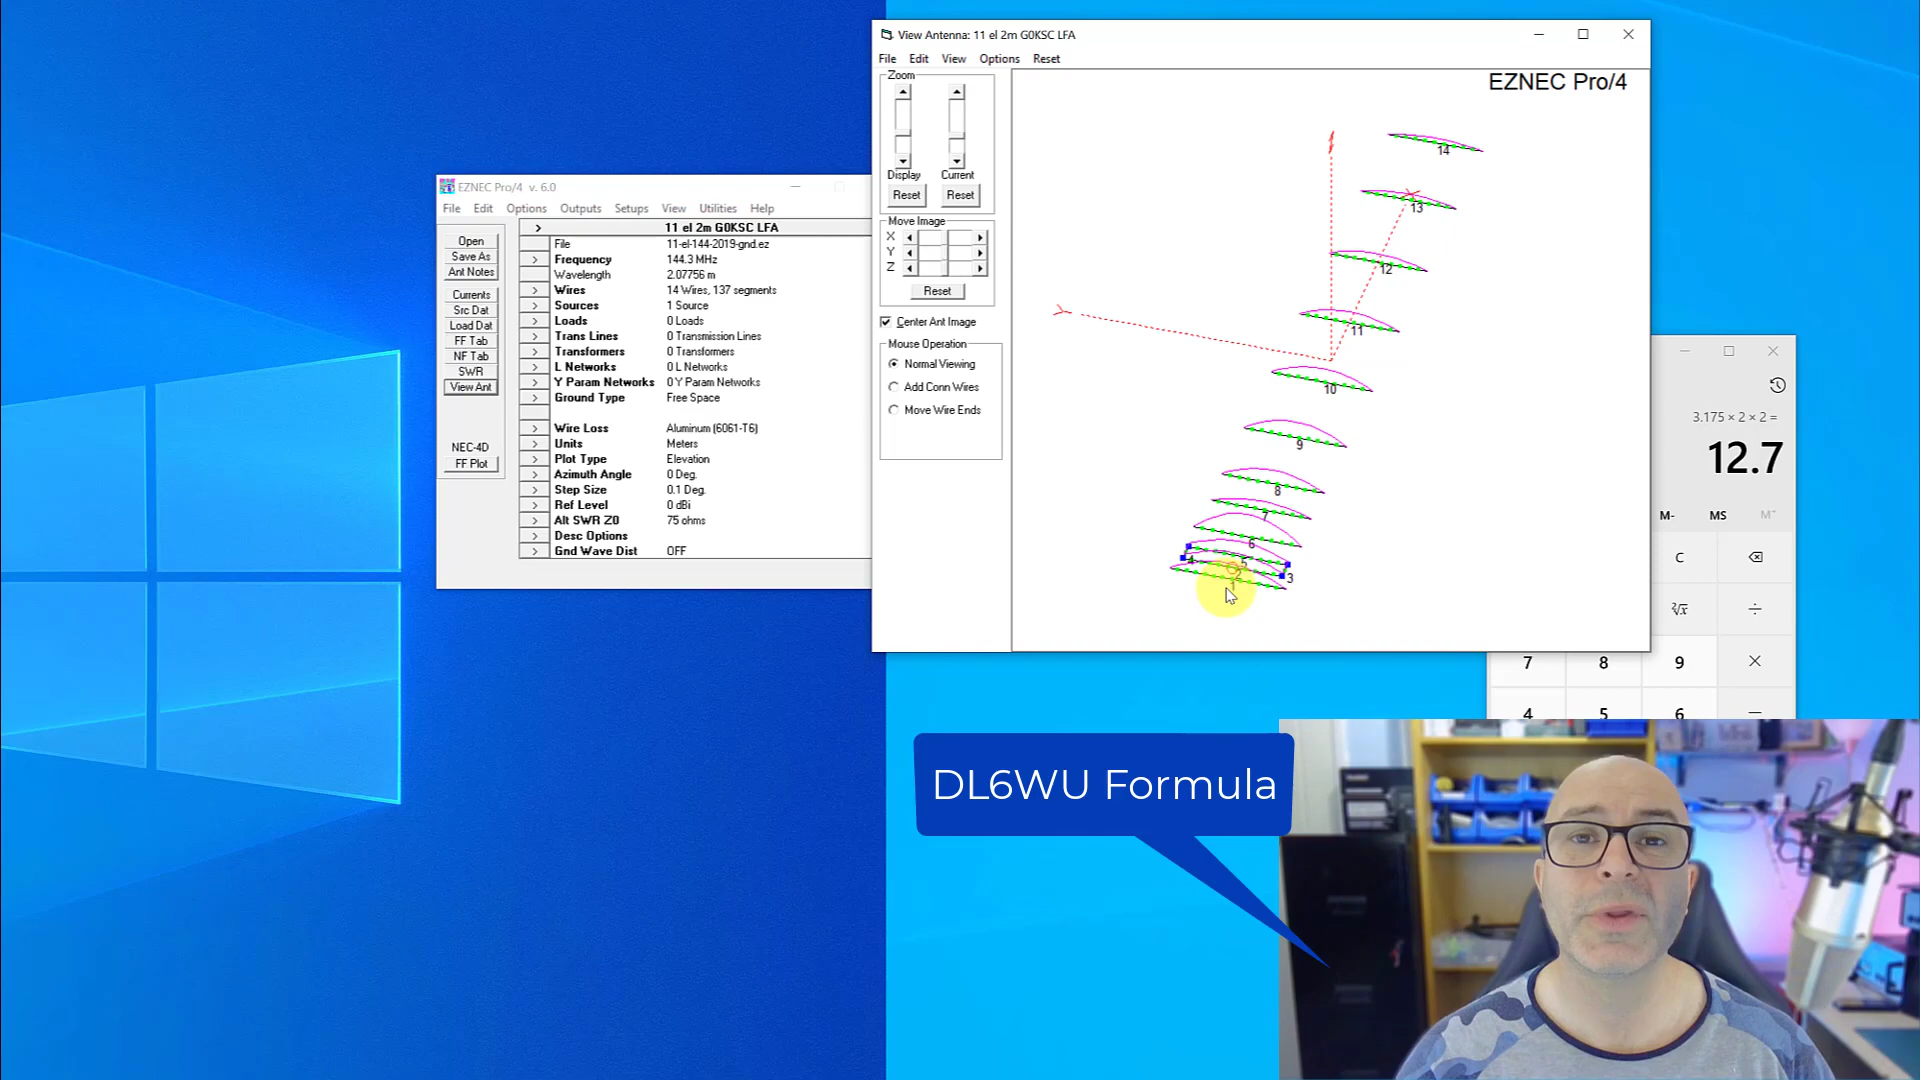 View Antenna: 11 el 2m G0KSC LFA
File Edit View Options Reset
Zoom
Display Current
Reset Reset
Move Image
X
Y
Z
Reset
Center Ant Image
Mouse Operation
Normal Viewing
Add Conn Wires
Move Wire Ends
EZNEC Pro/4
14
13
12
11
10
9
8
7
6
5
4
3
2
1
EZNEC Pro/4 v. 6.0
File Edit Options Outputs Setups View Utilities Help
Open
Save As
Ant Notes
Currents
Src Dat
Load Dat
FF Tab
NF Tab
SWR
View Ant
NEC-4D
FF Plot
> 11 el 2m G0KSC LFA
File 11-el-144-2019-gnd.ez
> Frequency 144.3 MHz
Wavelength 2.07756 m
> Wires 14 Wires, 137 segments
> Sources 1 Source
> Loads 0 Loads
> Trans Lines 0 Transmission Lines
> Transformers 0 Transformers
> L Networks 0 L Networks
> Y Param Networks 0 Y Param Networks
> Ground Type Free Space
> Wire Loss Aluminum (6061-T6)
> Units Meters
> Plot Type Elevation
> Azimuth Angle 0 Deg.
> Step Size 0.1 Deg.
> Ref Level 0 dBi
> Alt SWR Z0 75 ohms
> Desc Options
> Gnd Wave Dist OFF
3.175 × 2 × 2 =
12.7
M- MS M˅
C
²√x ÷
7 8 9 ×
4 5 6 −
DL6WU Formula